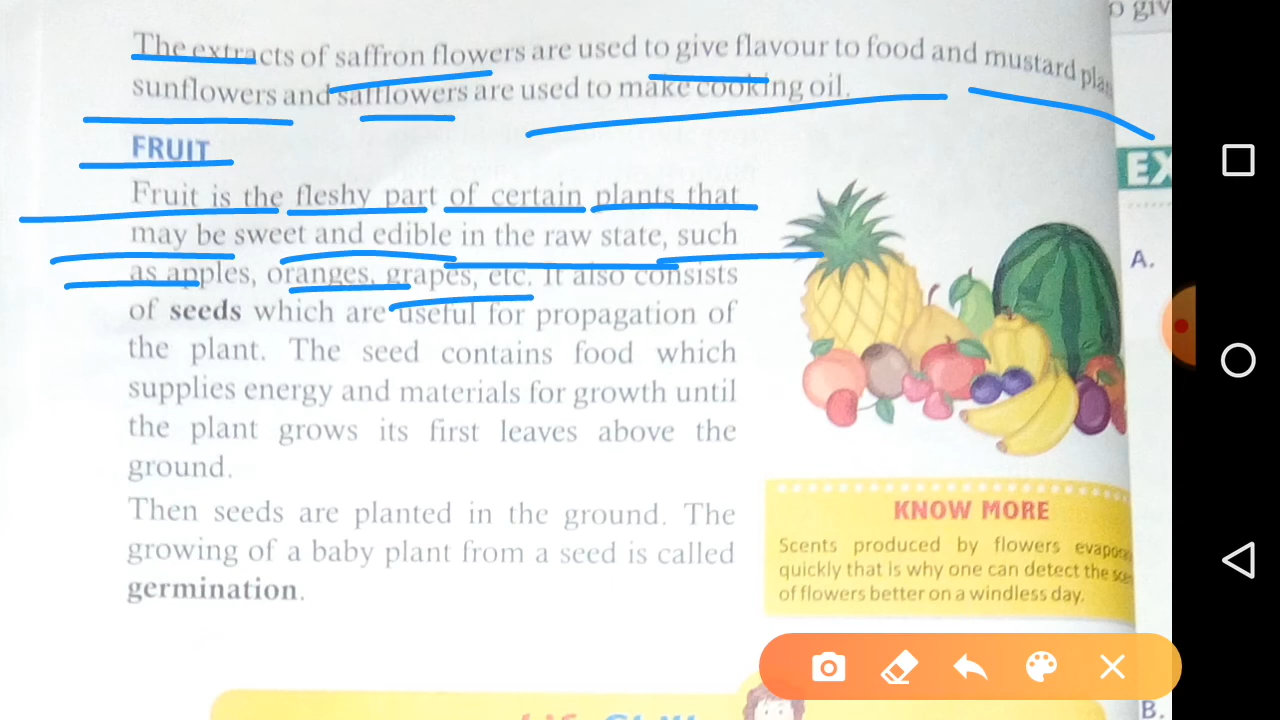 o giv
The extracts of saffron flowers are used to give flavour to food and mustard plan
sunflowers and safflowers are used to make cooking oil.
FRUIT
Fruit is the fleshy part of certain plants that
may be sweet and edible in the raw state, such
as apples, oranges, grapes, etc. It also consists
of seeds which are useful for propagation of
the plant. The seed contains food which
supplies energy and materials for growth until
the plant grows its first leaves above the
ground.
Then seeds are planted in the ground. The
growing of a baby plant from a seed is called
germination.
KNOW MORE
Scents produced by flowers evapor
quickly that is why one can detect the sce
of flowers better on a windless day.
EX
A.
B.